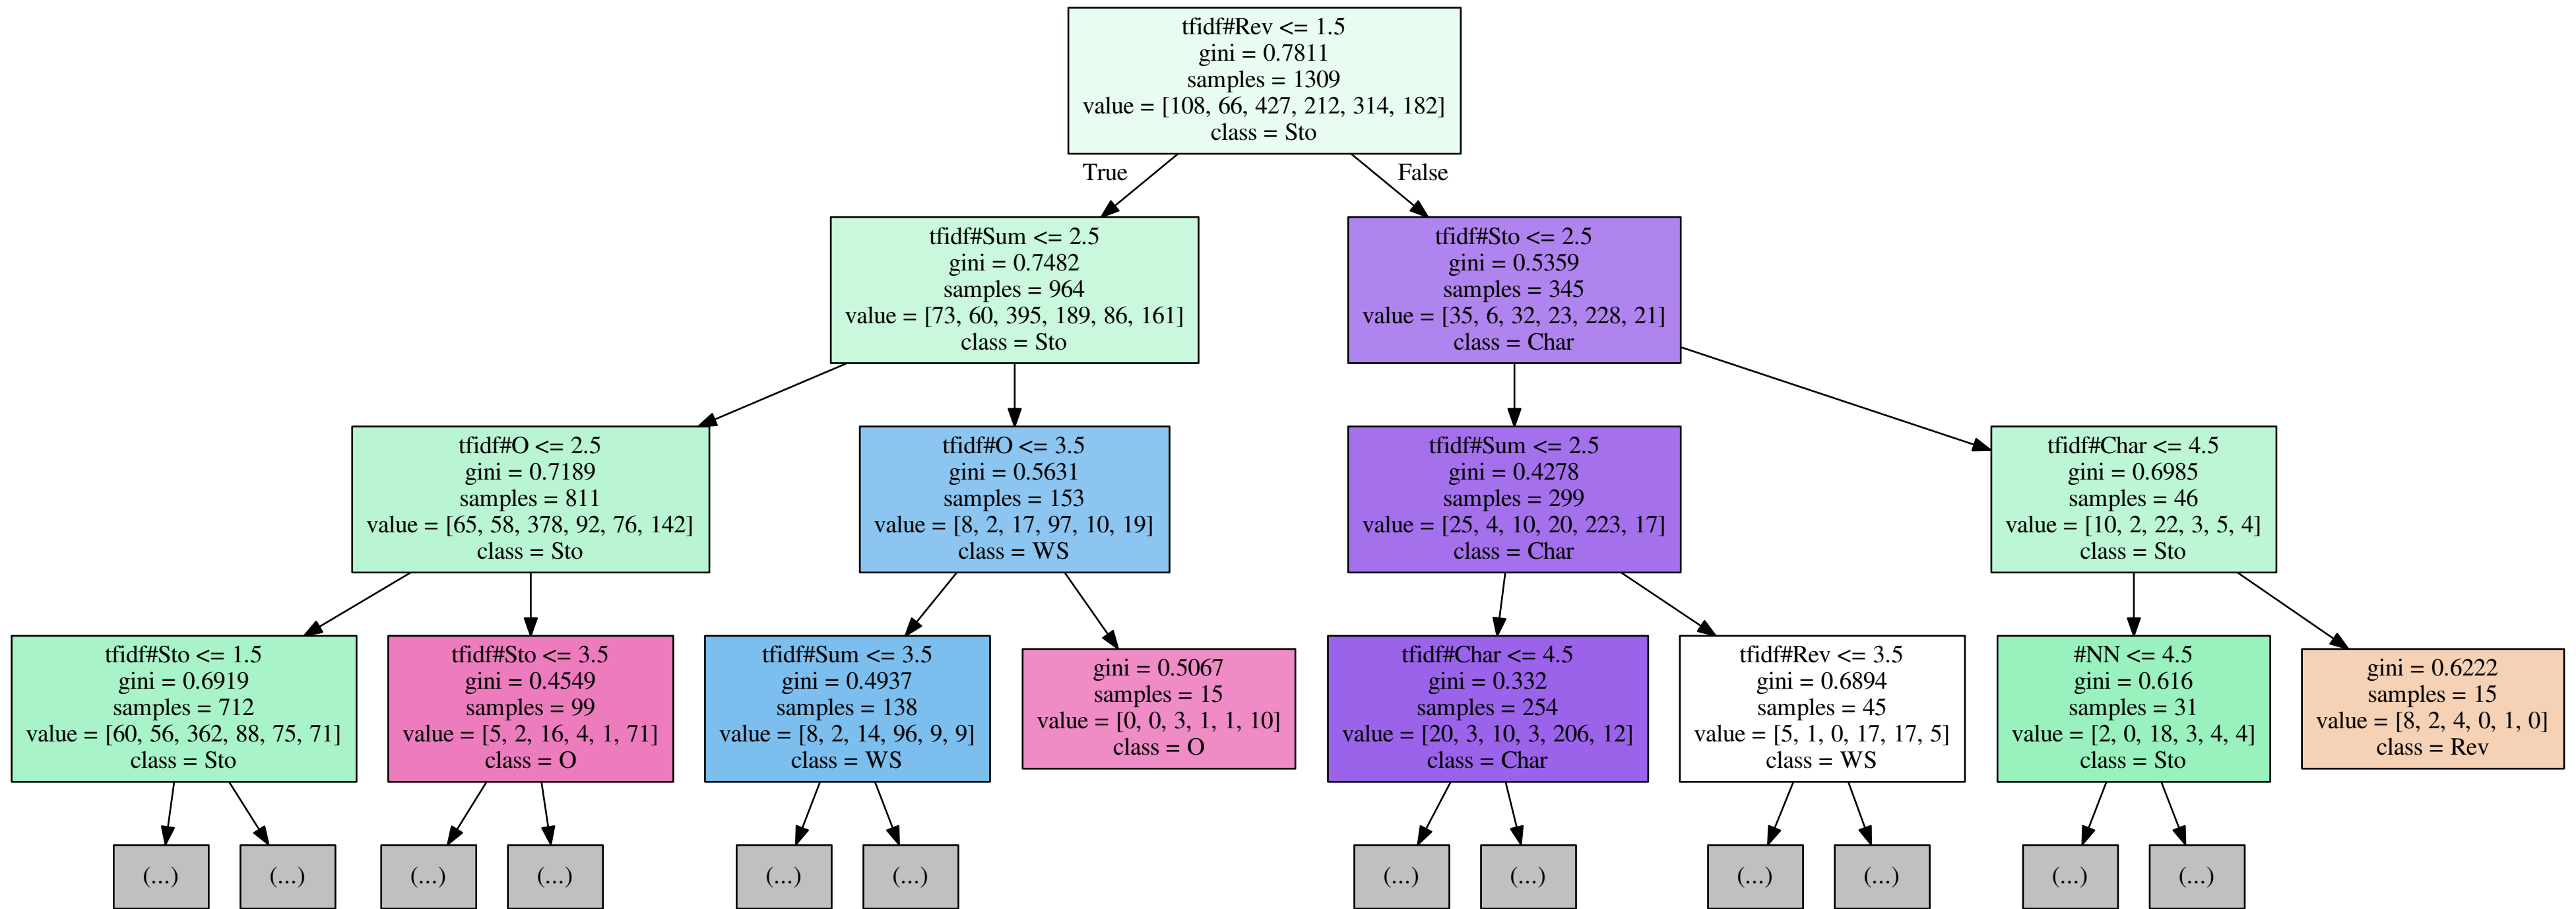 tfidf#Rev <= 1.5
gini = 0.7811
samples = 1309
value = [108, 66, 427, 212, 314, 182]
class = Sto
True
False
tfidf#Sum <= 2.5
gini = 0.7482
samples = 964
value = [73, 60, 395, 189, 86, 161]
class = Sto
tfidf#Sto <= 2.5
gini = 0.5359
samples = 345
value = [35, 6, 32, 23, 228, 21]
class = Char
tfidf#O <= 2.5
gini = 0.7189
samples = 811
value = [65, 58, 378, 92, 76, 142]
class = Sto
tfidf#O <= 3.5
gini = 0.5631
samples = 153
value = [8, 2, 17, 97, 10, 19]
class = WS
tfidf#Sum <= 2.5
gini = 0.4278
samples = 299
value = [25, 4, 10, 20, 223, 17]
class = Char
tfidf#Char <= 4.5
gini = 0.6985
samples = 46
value = [10, 2, 22, 3, 5, 4]
class = Sto
tfidf#Sto <= 1.5
gini = 0.6919
samples = 712
value = [60, 56, 362, 88, 75, 71]
class = Sto
tfidf#Sto <= 3.5
gini = 0.4549
samples = 99
value = [5, 2, 16, 4, 1, 71]
class = O
tfidf#Sum <= 3.5
gini = 0.4937
samples = 138
value = [8, 2, 14, 96, 9, 9]
class = WS
gini = 0.5067
samples = 15
value = [0, 0, 3, 1, 1, 10]
class = O
tfidf#Char <= 4.5
gini = 0.332
samples = 254
value = [20, 3, 10, 3, 206, 12]
class = Char
tfidf#Rev <= 3.5
gini = 0.6894
samples = 45
value = [5, 1, 0, 17, 17, 5]
class = WS
#NN <= 4.5
gini = 0.616
samples = 31
value = [2, 0, 18, 3, 4, 4]
class = Sto
gini = 0.6222
samples = 15
value = [8, 2, 4, 0, 1, 0]
class = Rev
(...)
(...)
(...)
(...)
(...)
(...)
(...)
(...)
(...)
(...)
(...)
(...)